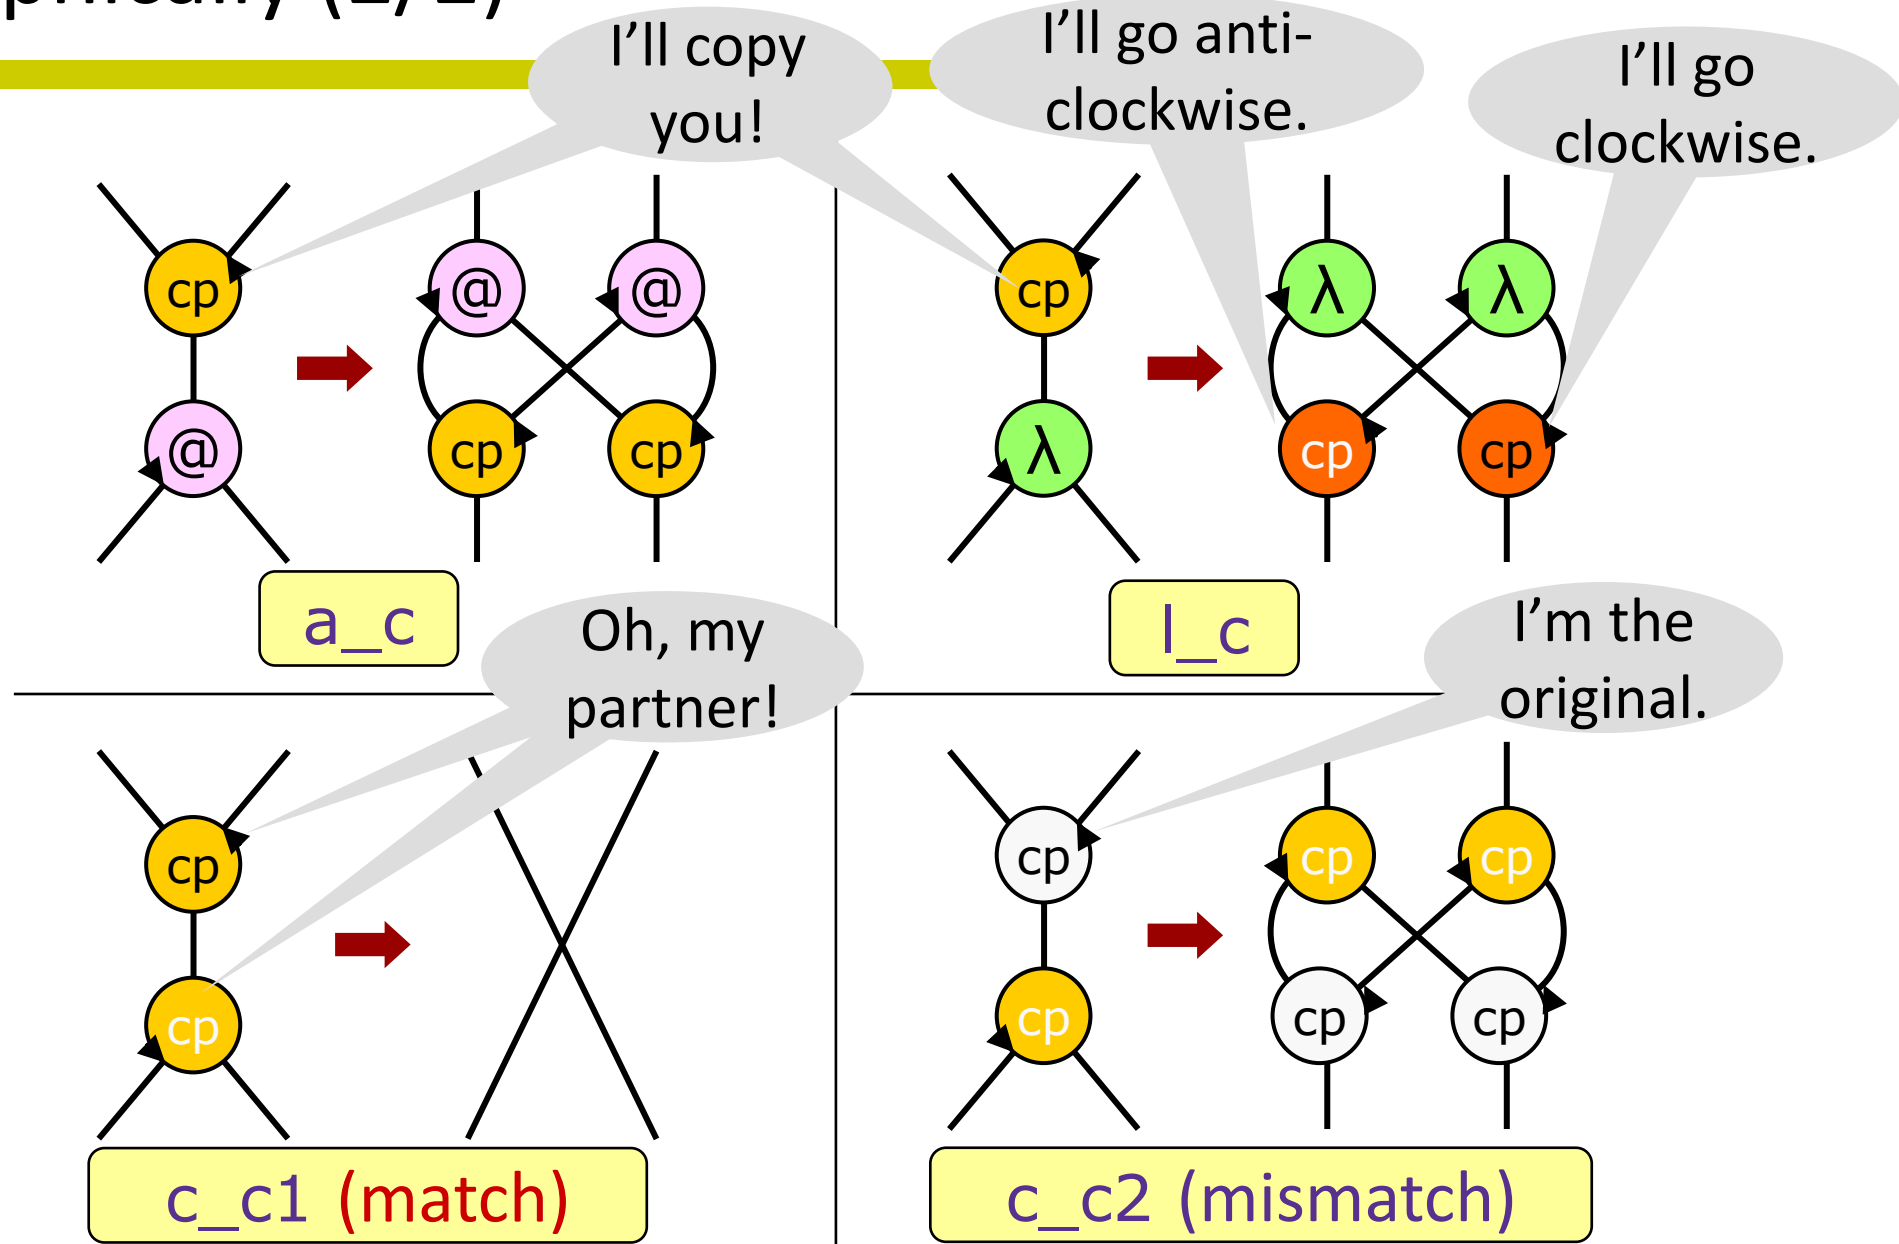 I’ll copy
you!
I’ll go anti-
clockwise.
I’ll go
clockwise.
cp
@
@
@
cp
cp
a_c
cp
λ
λ
λ
cp
cp
l_c
Oh, my
partner!
cp
cp
c_c1 (match)
I’m the
original.
cp
cp
cp
cp
cp
cp
c_c2 (mismatch)